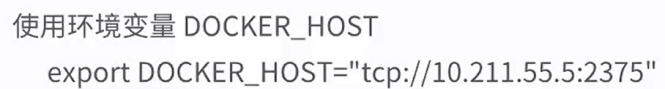 使用环境变量 DOCKER_HOST
export DOCKER_HOST="tcp://10.211.55.5:2375"